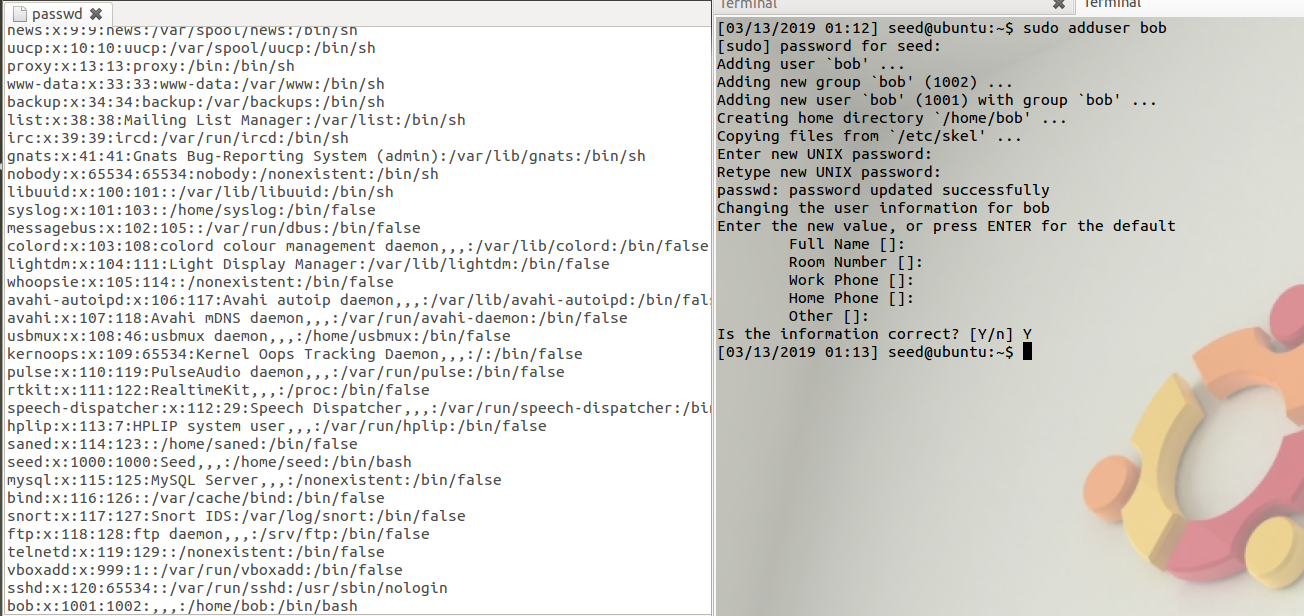 passwd
news:x:9:9:news:/var/spool/news:/bin/sh
uucp:x:10:10:uucp:/var/spool/uucp:/bin/sh
proxy:x:13:13:proxy:/bin:/bin/sh
www-data:x:33:33:www-data:/var/www:/bin/sh
backup:x:34:34:backup:/var/backups:/bin/sh
list:x:38:38:Mailing List Manager:/var/list:/bin/sh
irc:x:39:39:ircd:/var/run/ircd:/bin/sh
gnats:x:41:41:Gnats Bug-Reporting System (admin):/var/lib/gnats:/bin/sh
nobody:x:65534:65534:nobody:/nonexistent:/bin/sh
libuuid:x:100:101::/var/lib/libuuid:/bin/sh
syslog:x:101:103::/home/syslog:/bin/false
messagebus:x:102:105::/var/run/dbus:/bin/false
colord:x:103:108:colord colour management daemon,,,:/var/lib/colord:/bin/false
lightdm:x:104:111:Light Display Manager:/var/lib/lightdm:/bin/false
whoopsie:x:105:114::/nonexistent:/bin/false
avahi-autoipd:x:106:117:Avahi autoip daemon,,,:/var/lib/avahi-autoipd:/bin/fals
avahi:x:107:118:Avahi mDNS daemon,,,:/var/run/avahi-daemon:/bin/false
usbmux:x:108:46:usbmux daemon,,,:/home/usbmux:/bin/false
kernoops:x:109:65534:Kernel Oops Tracking Daemon,,,:/:/bin/false
pulse:x:110:119:PulseAudio daemon,,,:/var/run/pulse:/bin/false
rtkit:x:111:122:RealtimeKit,,,:/proc:/bin/false
speech-dispatcher:x:112:29:Speech Dispatcher,,,:/var/run/speech-dispatcher:/bin
hplip:x:113:7:HPLIP system user,,,:/var/run/hplip:/bin/false
saned:x:114:123::/home/saned:/bin/false
seed:x:1000:1000:Seed,,,:/home/seed:/bin/bash
mysql:x:115:125:MySQL Server,,,:/nonexistent:/bin/false
bind:x:116:126::/var/cache/bind:/bin/false
snort:x:117:127:Snort IDS:/var/log/snort:/bin/false
ftp:x:118:128:ftp daemon,,,:/srv/ftp:/bin/false
telnetd:x:119:129::/nonexistent:/bin/false
vboxadd:x:999:1::/var/run/vboxadd:/bin/false
sshd:x:120:65534::/var/run/sshd:/usr/sbin/nologin
bob:x:1001:1002:,,,:/home/bob:/bin/bash
Terminal
Terminal
[03/13/2019 01:12] seed@ubuntu:~$ sudo adduser bob
[sudo] password for seed:
Adding user `bob' ...
Adding new group `bob' (1002) ...
Adding new user `bob' (1001) with group `bob' ...
Creating home directory `/home/bob' ...
Copying files from `/etc/skel' ...
Enter new UNIX password:
Retype new UNIX password:
passwd: password updated successfully
Changing the user information for bob
Enter the new value, or press ENTER for the default
Full Name []:
Room Number []:
Work Phone []:
Home Phone []:
Other []:
Is the information correct? [Y/n] Y
[03/13/2019 01:13] seed@ubuntu:~$